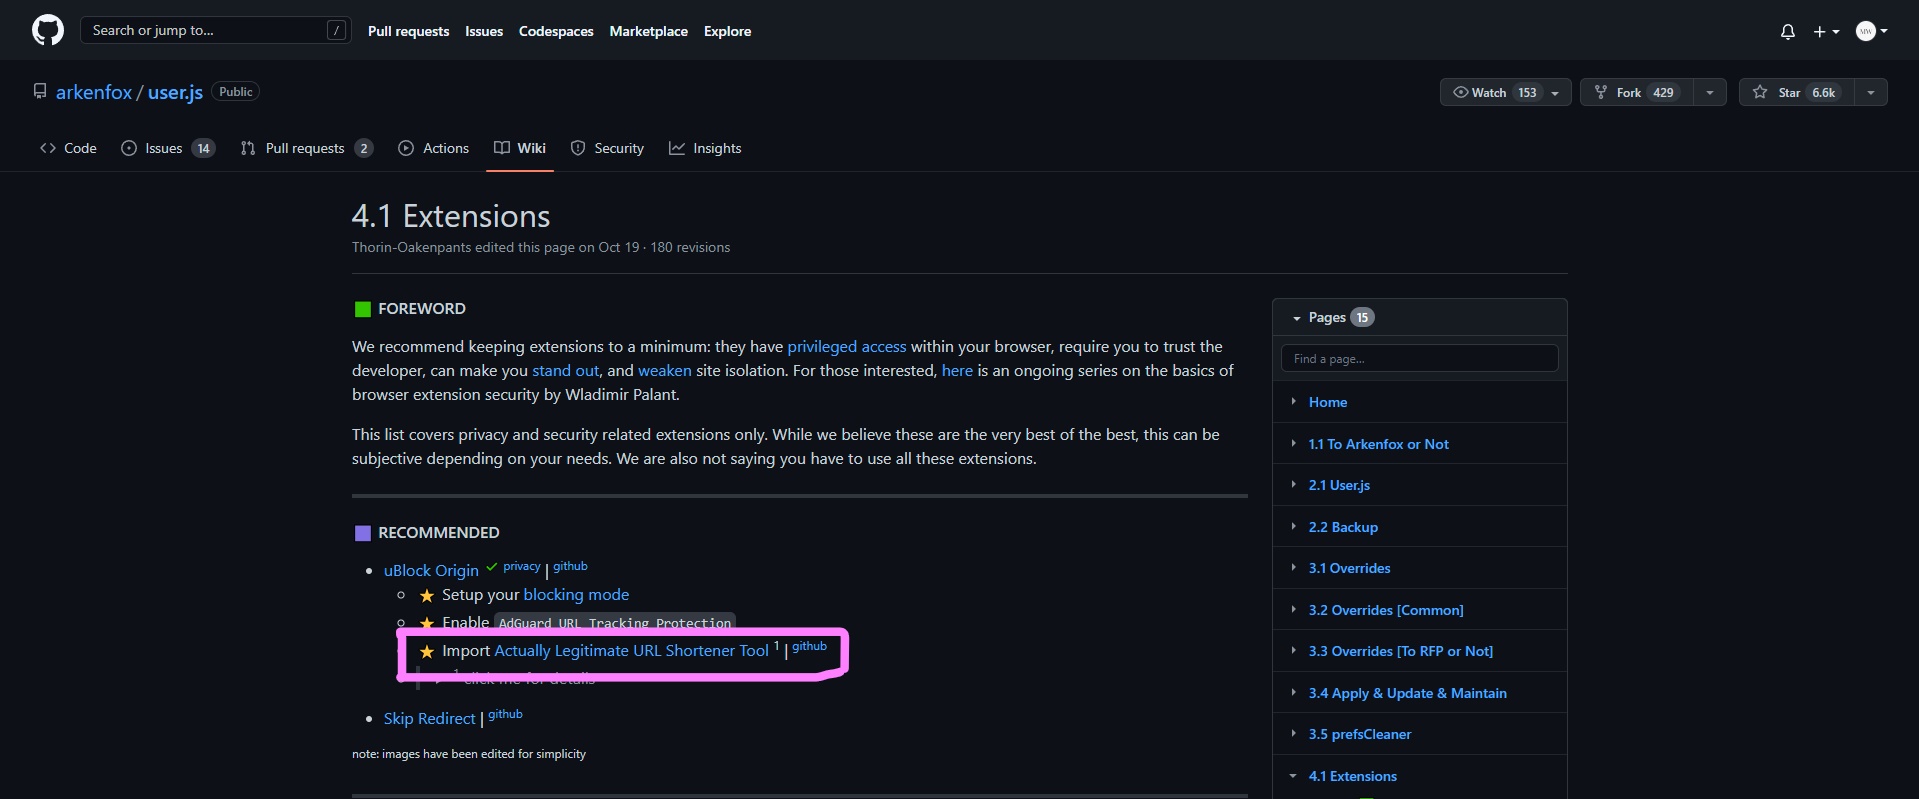 Search or jump to... /
Pull requests Issues Codespaces Marketplace Explore
MW
arkenfox / user.js Public
Watch 153 Fork 429 Star 6.6k
Code Issues 14 Pull requests 2 Actions Wiki Security Insights
4.1 Extensions
Thorin-Oakenpants edited this page on Oct 19 · 180 revisions
FOREWORD
We recommend keeping extensions to a minimum: they have privileged access within your browser, require you to trust the
developer, can make you stand out, and weaken site isolation. For those interested, here is an ongoing series on the basics of
browser extension security by Wladimir Palant.
This list covers privacy and security related extensions only. While we believe these are the very best of the best, this can be
subjective depending on your needs. We are also not saying you have to use all these extensions.
RECOMMENDED
uBlock Origin ✓ privacy | github
Setup your blocking mode
Enable AdGuard URL Tracking Protection
Import Actually Legitimate URL Shortener Tool 1 | github
1 click me for details
Skip Redirect | github
note: images have been edited for simplicity
Pages 15
Find a page...
Home
1.1 To Arkenfox or Not
2.1 User.js
2.2 Backup
3.1 Overrides
3.2 Overrides [Common]
3.3 Overrides [To RFP or Not]
3.4 Apply & Update & Maintain
3.5 prefsCleaner
4.1 Extensions